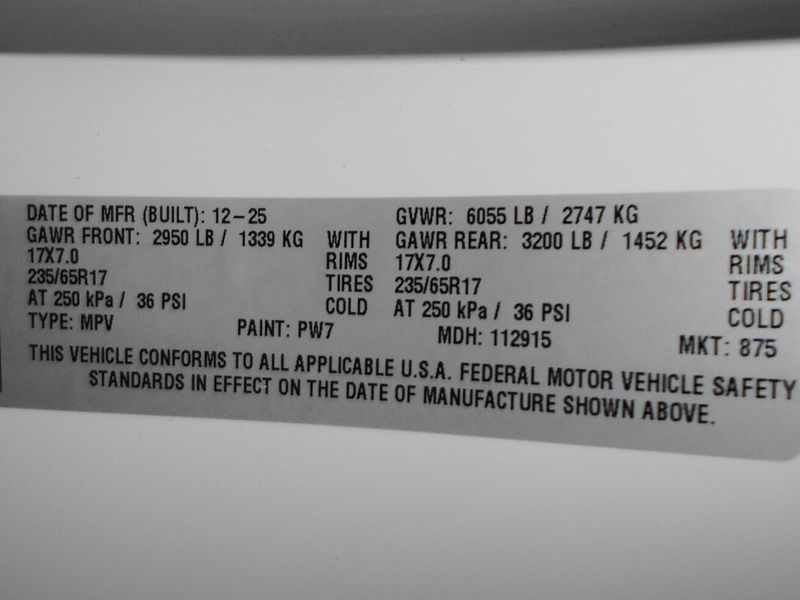 DATE OF MFR (BUILT): 12-25 GVWR: 6055 LB / 2747 KG
GAWR FRONT: 2950 LB / 1339 KG WITH GAWR REAR: 3200 LB / 1452 KG WITH
17X7.0 RIMS 17X7.0 RIMS
235/65R17 TIRES 235/65R17 TIRES
AT 250 kPa / 36 PSI COLD AT 250 kPa / 36 PSI COLD
TYPE: MPV PAINT: PW7 MDH: 112915 MKT: 875
THIS VEHICLE CONFORMS TO ALL APPLICABLE U.S.A. FEDERAL MOTOR VEHICLE SAFETY
STANDARDS IN EFFECT ON THE DATE OF MANUFACTURE SHOWN ABOVE.